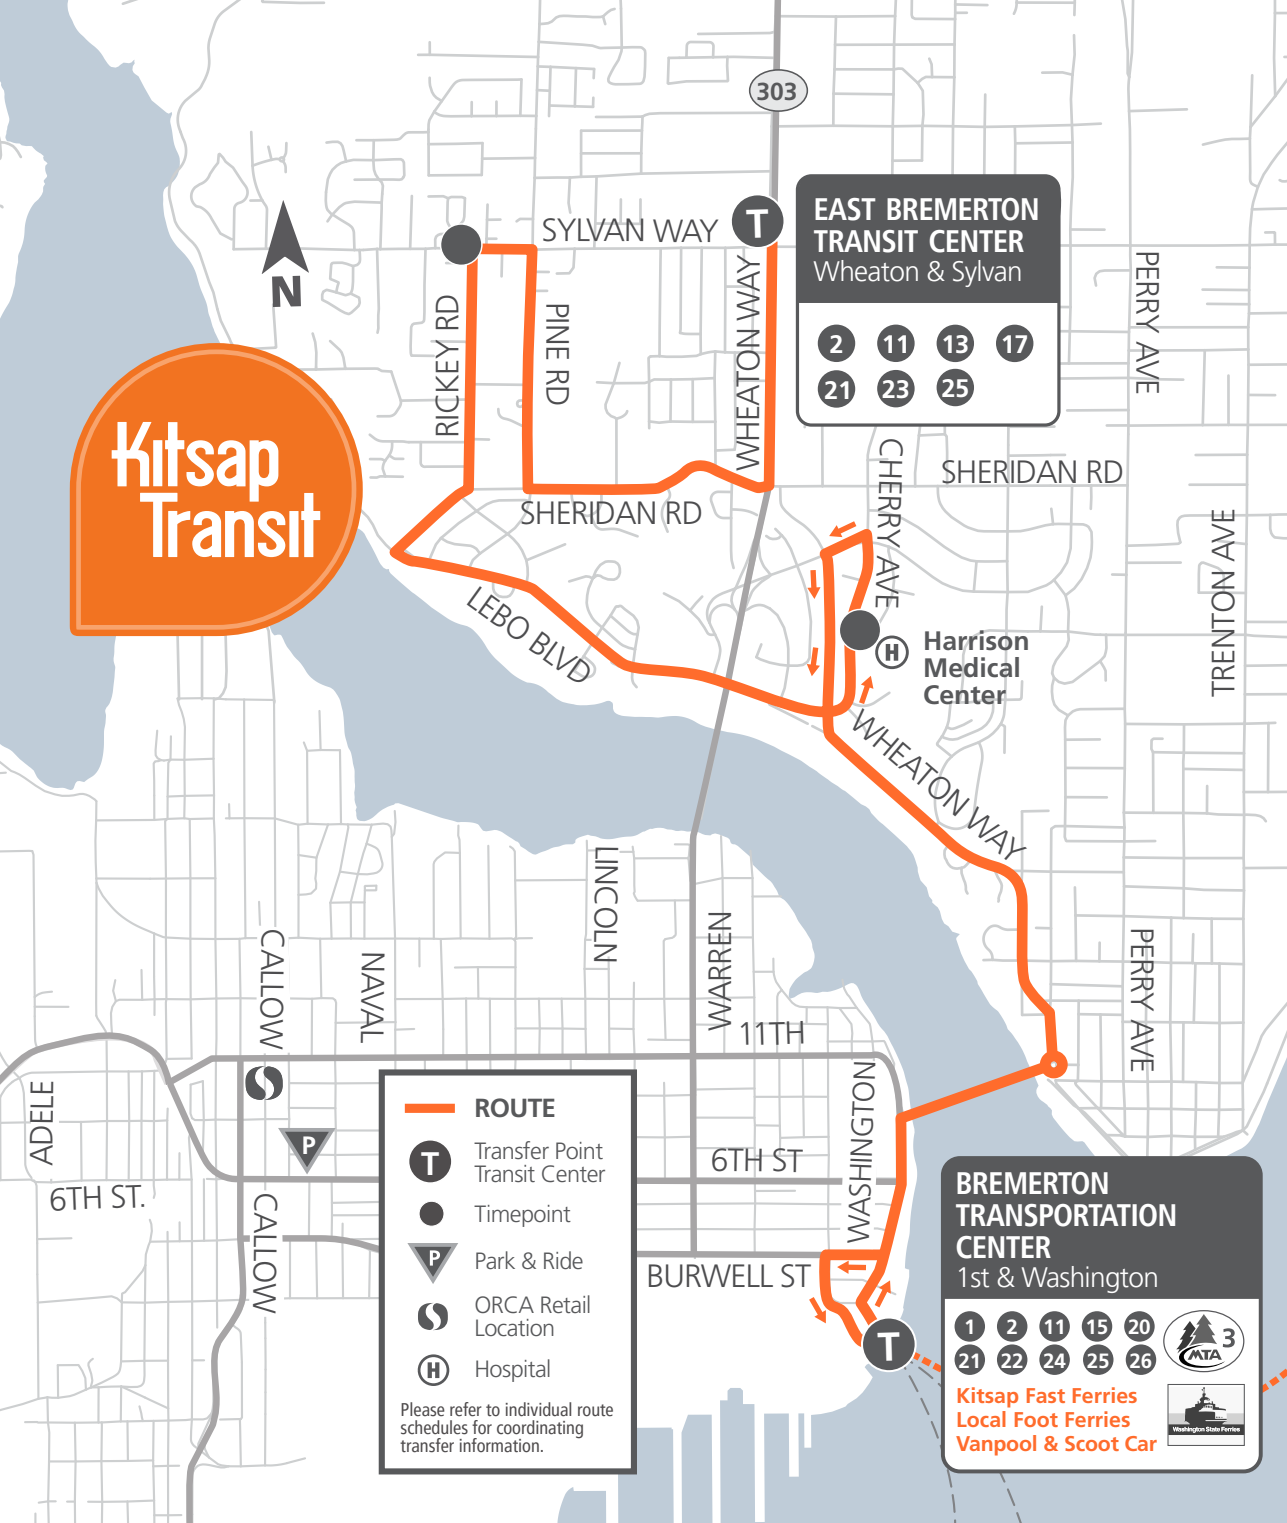 303
SYLVAN WAY
T
EAST BREMERTON
TRANSIT CENTER
Wheaton & Sylvan
2 11 13 17
21 23 25
N
RICKEY RD
PINE RD
WHEATON WAY
PERRY AVE
Kitsap
Transit
SHERIDAN RD
CHERRY AVE
SHERIDAN RD
TRENTON AVE
LEBO BLVD
H
Harrison
Medical
Center
WHEATON WAY
LINCOLN
CALLOW
NAVAL
WARREN
PERRY AVE
11TH
WASHINGTON
ADELE
P
6TH ST
6TH ST.
CALLOW
BURWELL ST
T
ROUTE
T
Transfer Point
Transit Center
Timepoint
P
Park & Ride
ORCA Retail
Location
H
Hospital
Please refer to individual route
schedules for coordinating
transfer information.
BREMERTON
TRANSPORTATION
CENTER
1st & Washington
1 2 11 15 20
21 22 24 25 26
MTA 3
Kitsap Fast Ferries
Local Foot Ferries
Vanpool & Scoot Car
Washington State Ferries